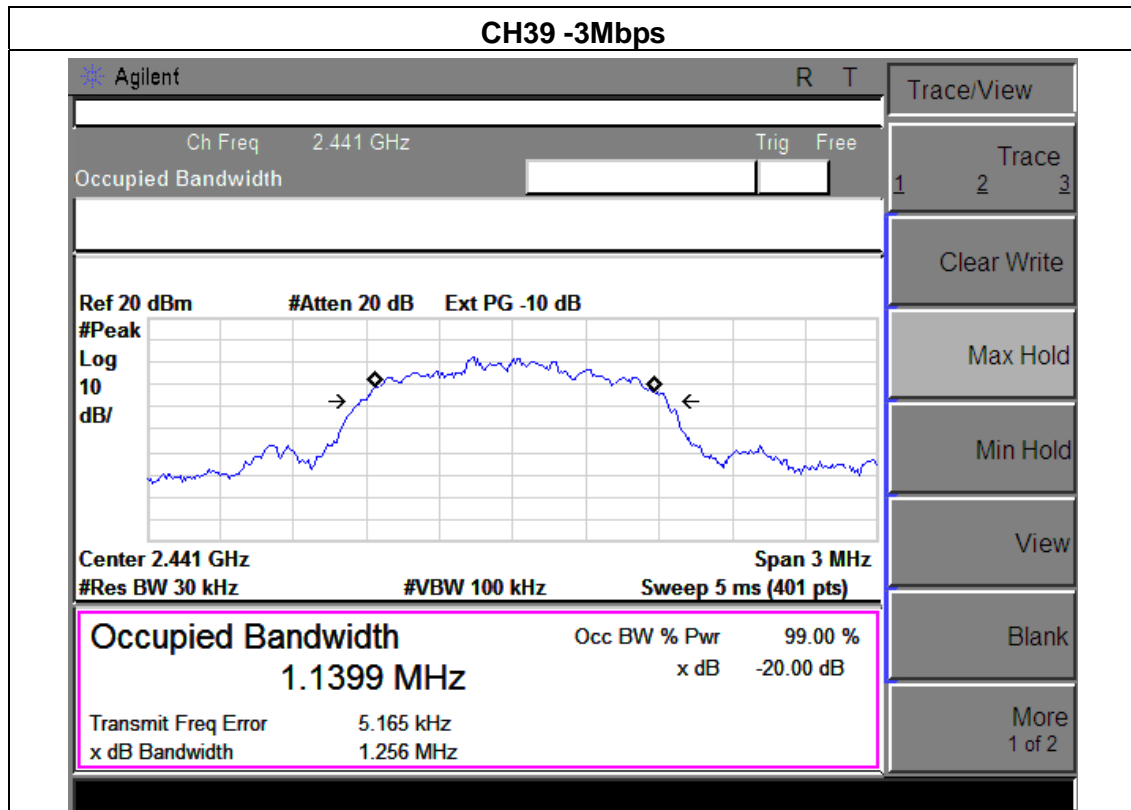 CH39 -3Mbps
Agilent R T
Ch Freq 2.441 GHz Trig Free
Occupied Bandwidth
Ref 20 dBm #Atten 20 dB Ext PG -10 dB
#Peak
Log
10
dB/
Center 2.441 GHz Span 3 MHz
#Res BW 30 kHz #VBW 100 kHz Sweep 5 ms (401 pts)
Occupied Bandwidth Occ BW % Pwr 99.00 %
1.1399 MHz x dB -20.00 dB
Transmit Freq Error 5.165 kHz
x dB Bandwidth 1.256 MHz
Trace/View
Trace
1 2 3
Clear Write
Max Hold
Min Hold
View
Blank
More
1 of 2